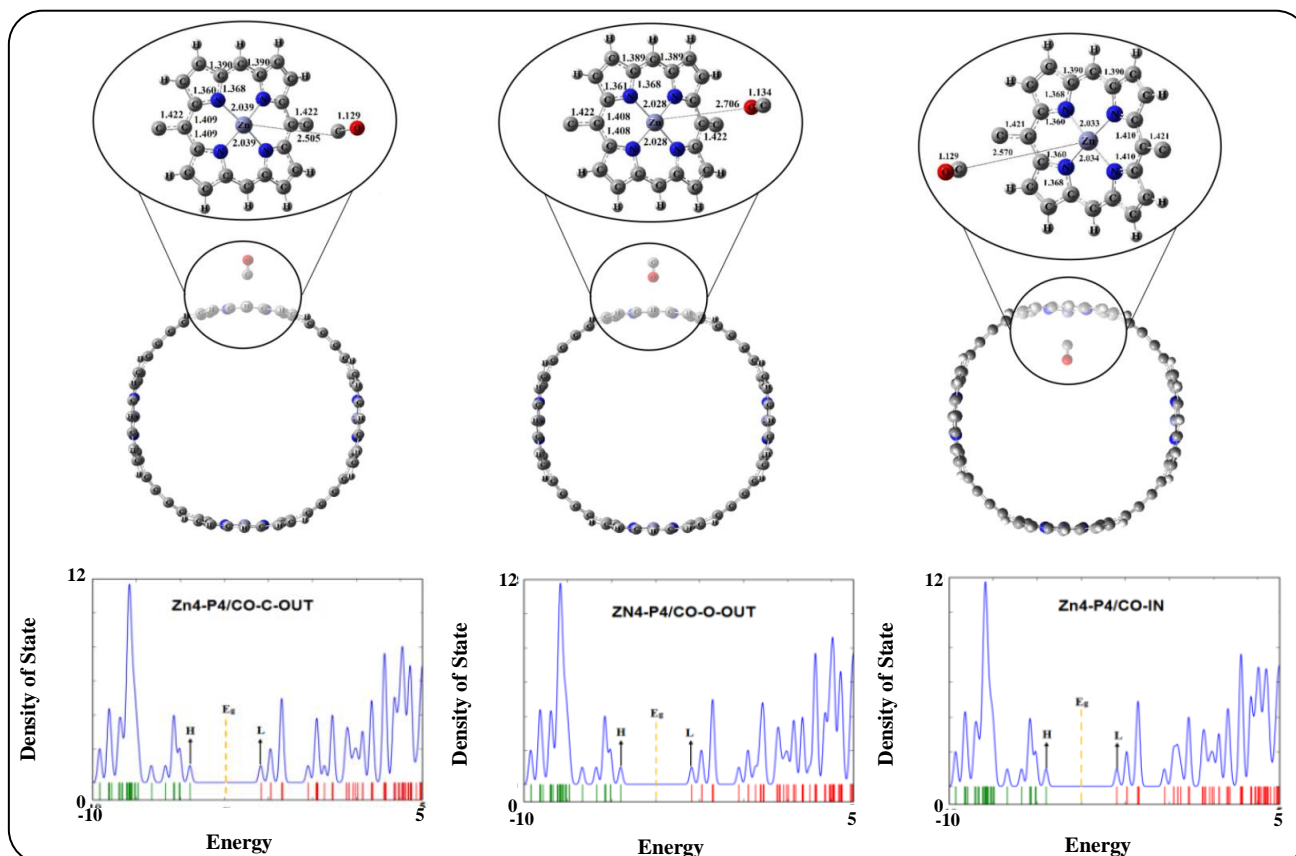 H H H
1.390 1.390
H H
1.360 1.368
N N
1.422 2.039 1.422
C 1.409 Zn C 1.129
1.409 2.505 C O
2.039
N N
H H
H H H
H H H
1.389 1.389
H H
1.361 1.368
N N 1.134
2.706 O C
1.422 2.028
C 1.408 Zn C
1.408 2.028 1.422
N N
H H
H H H
H H H
1.390 1.390
H H
1.368
N N
1.360 2.033
1.421 1.410 1.421
C Zn C
1.129 2.570 1.360 2.034 1.410
O C N N
1.368
H H
H H H
12
Zn4-P4/CO-C-OUT
Density of State
Eg
H L
0
-10 5
Energy
12
ZN4-P4/CO-O-OUT
Density of State
Eg
H L
0
-10 5
Energy
12
Zn4-P4/CO-IN
Density of State
Eg
H L
0
-10 5
Energy